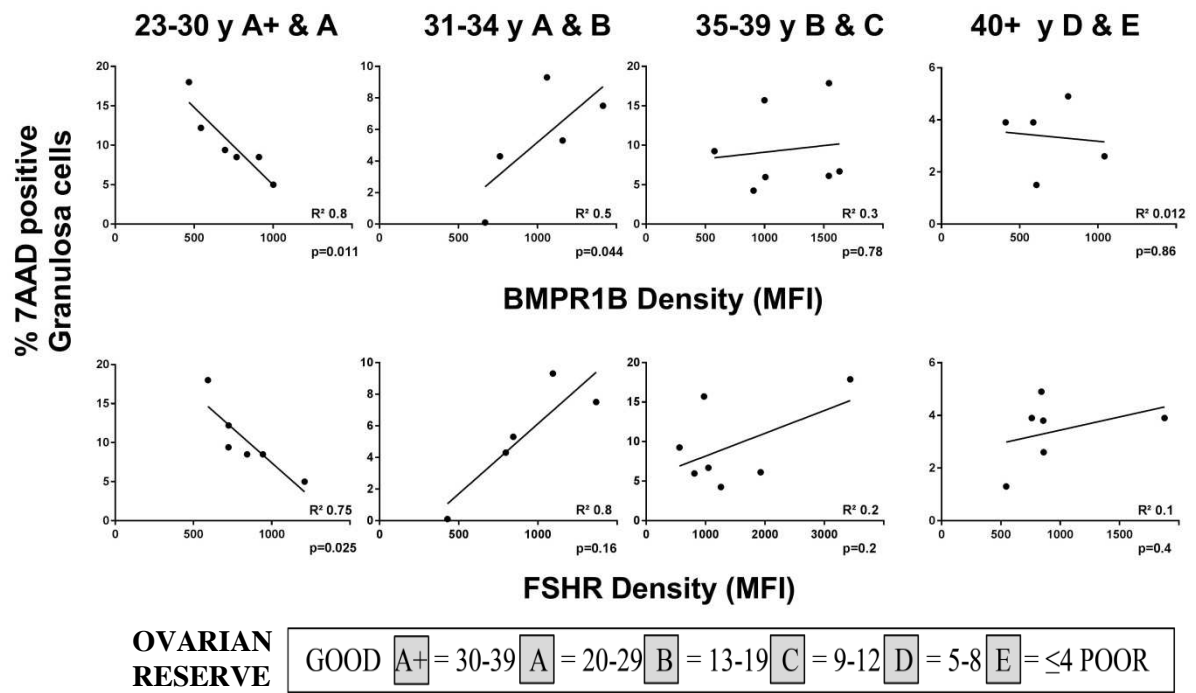 23-30 y A+ & A
31-34 y A & B
35-39 y B & C
40+ y D & E
% 7AAD positive
Granulosa cells
20
15
10
5
0
0 500 1000 1500
R² 0.8
p=0.011
10
8
6
4
2
0
0 500 1000 1500
R² 0.5
p=0.044
20
15
10
5
0
0 500 1000 1500
R² 0.3
p=0.78
6
4
2
0
0 500 1000 1500
R² 0.012
p=0.86
BMPR1B Density (MFI)
20
15
10
5
0
0 500 1000 1500
R² 0.75
p=0.025
10
8
6
4
2
0
0 500 1000 1500
R² 0.8
p=0.16
20
15
10
5
0
0 1000 2000 3000
R² 0.2
p=0.2
6
4
2
0
0 500 1000 1500
R² 0.1
p=0.4
FSHR Density (MFI)
OVARIAN
RESERVE
GOOD A+ = 30-39 A = 20-29 B = 13-19 C = 9-12 D = 5-8 E = ≤4 POOR